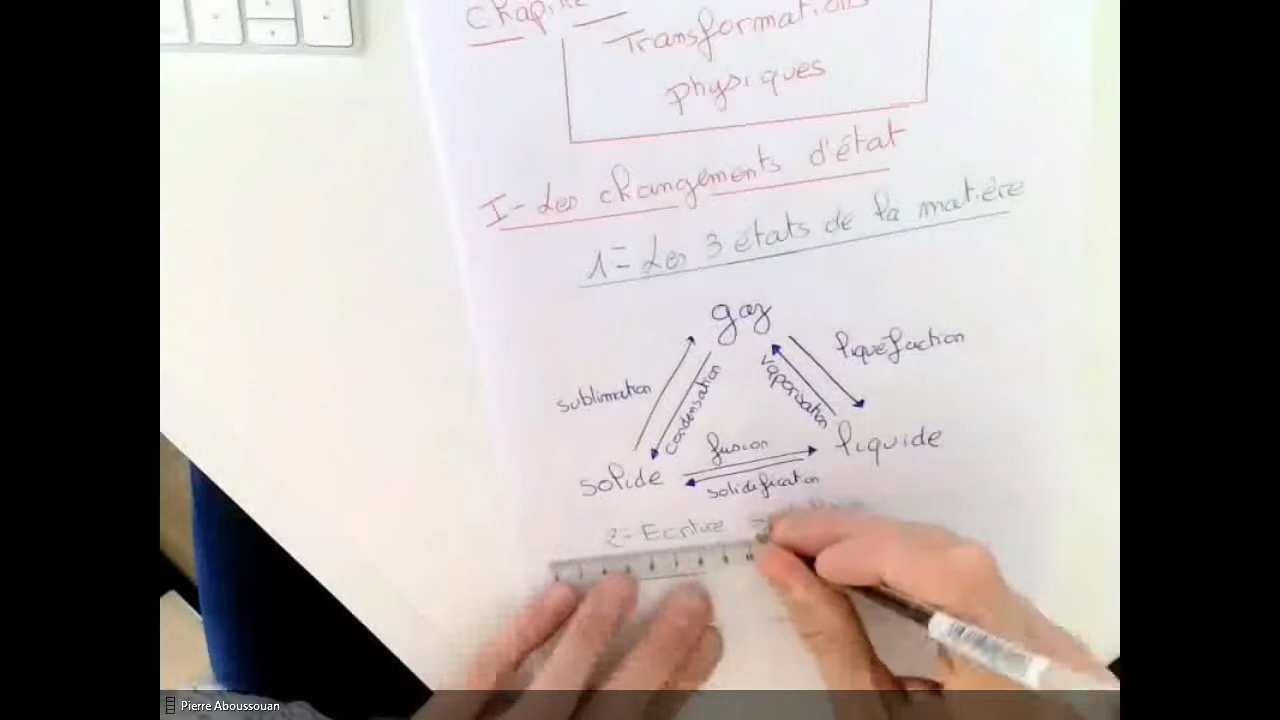 Chapitre
Transformations
physiques
I- Les changements d'état
1- Les 3 états de la matière
gaz
liquéfaction
sublimation
condensation
vaporisation
fusion
liquide
solide
solidification
2- Ecriture
Pierre Aboussouan